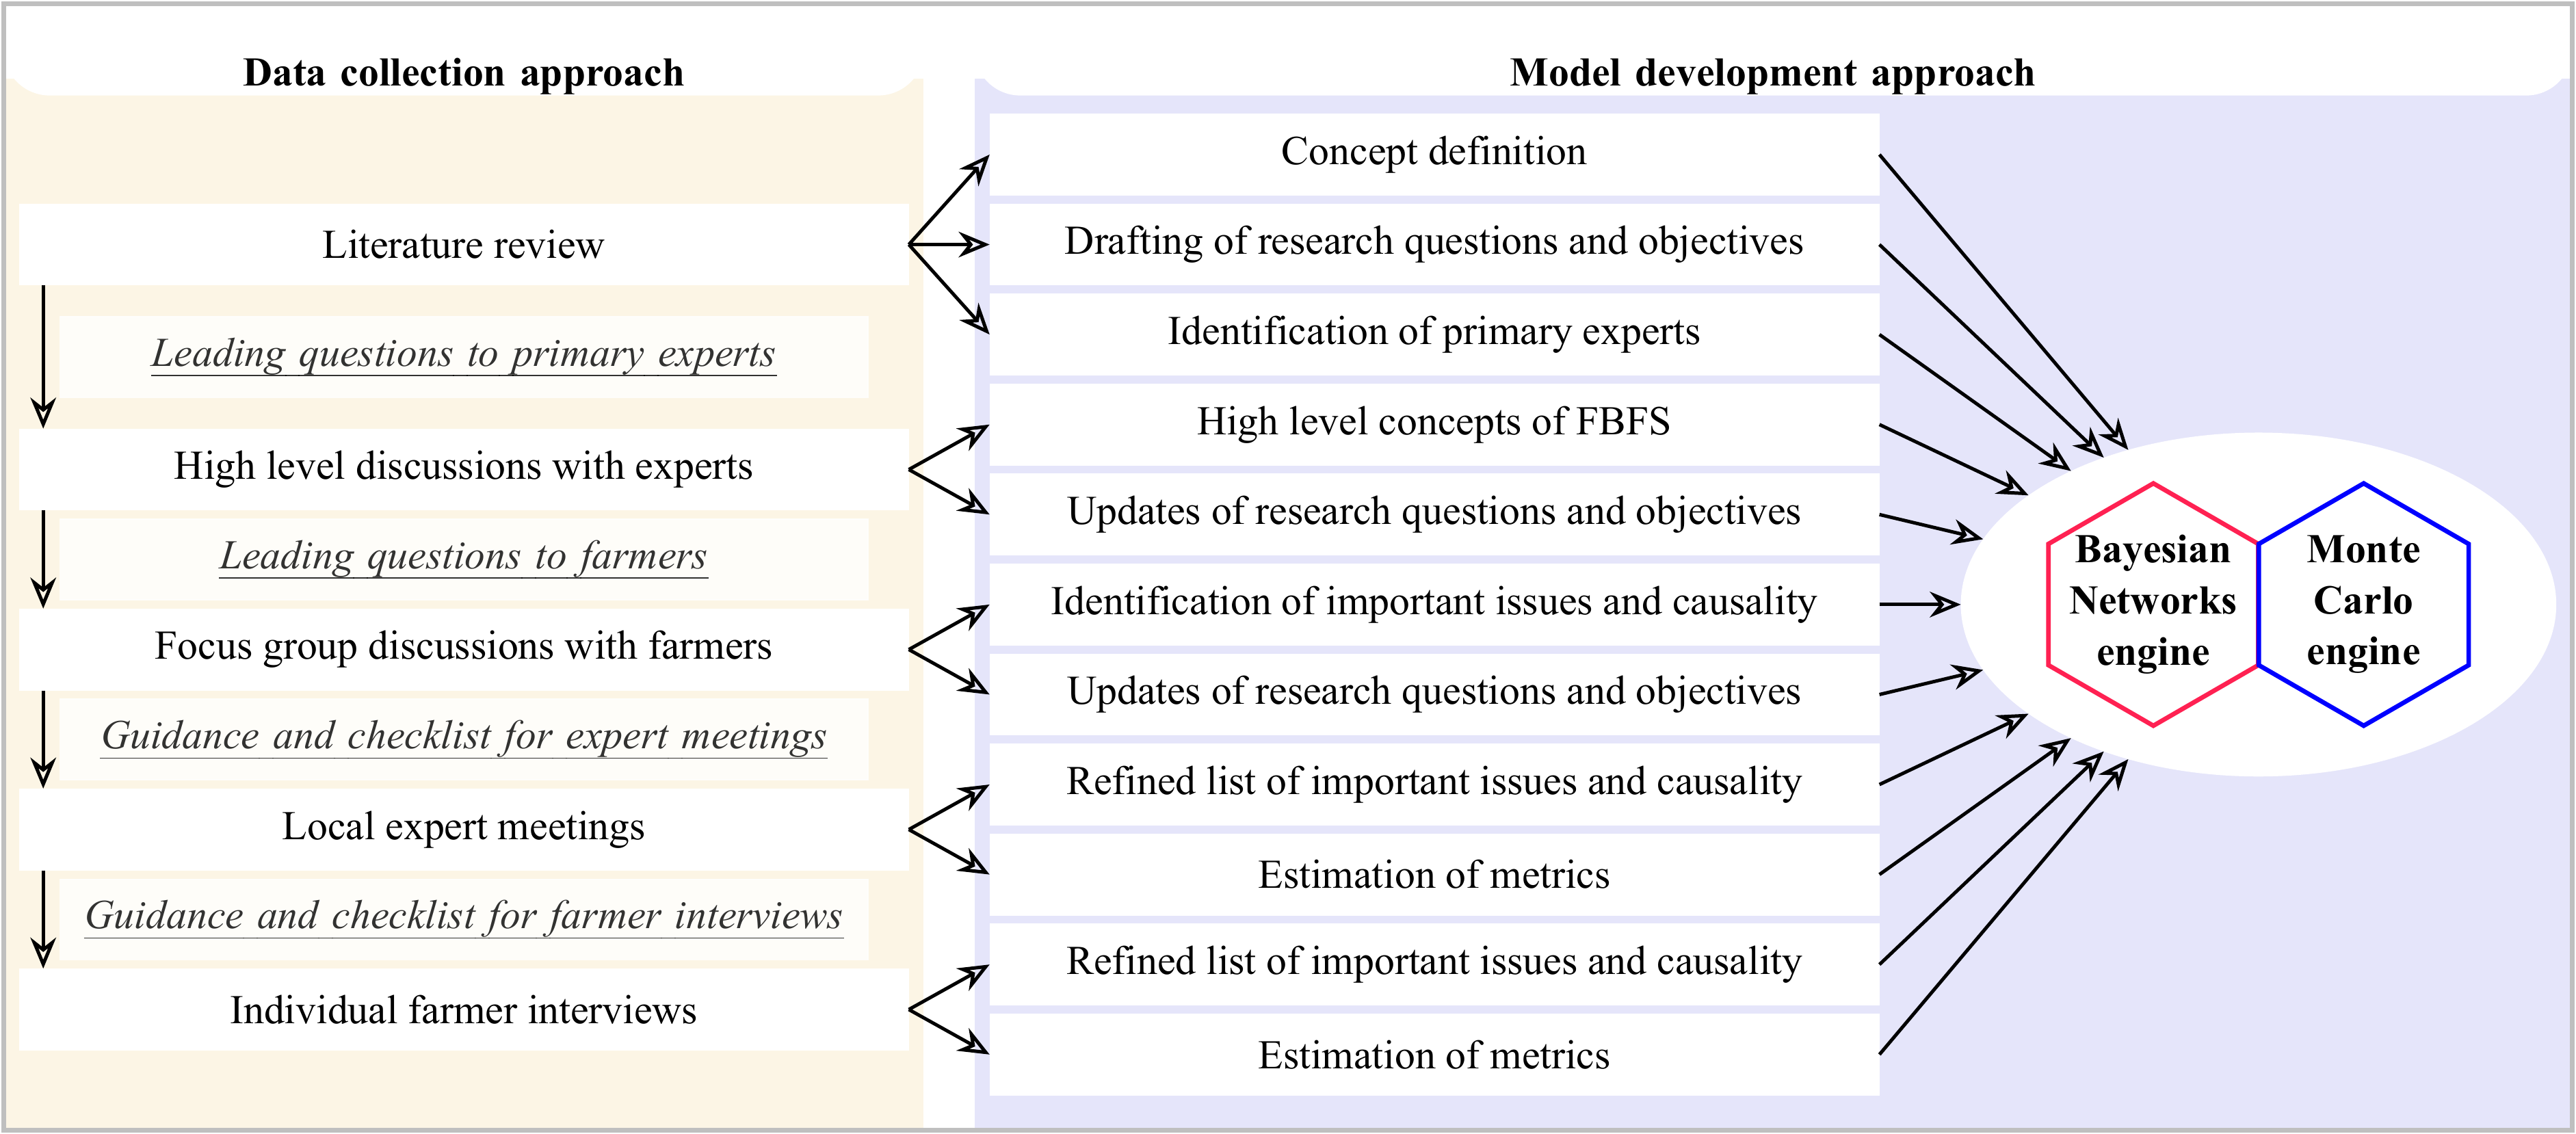 Data collection approach
Model development approach
Literature review
Leading questions to primary experts
High level discussions with experts
Leading questions to farmers
Focus group discussions with farmers
Guidance and checklist for expert meetings
Local expert meetings
Guidance and checklist for farmer interviews
Individual farmer interviews
Concept definition
Drafting of research questions and objectives
Identification of primary experts
High level concepts of FBFS
Updates of research questions and objectives
Identification of important issues and causality
Updates of research questions and objectives
Refined list of important issues and causality
Estimation of metrics
Refined list of important issues and causality
Estimation of metrics
Bayesian
Networks
engine
Monte
Carlo
engine